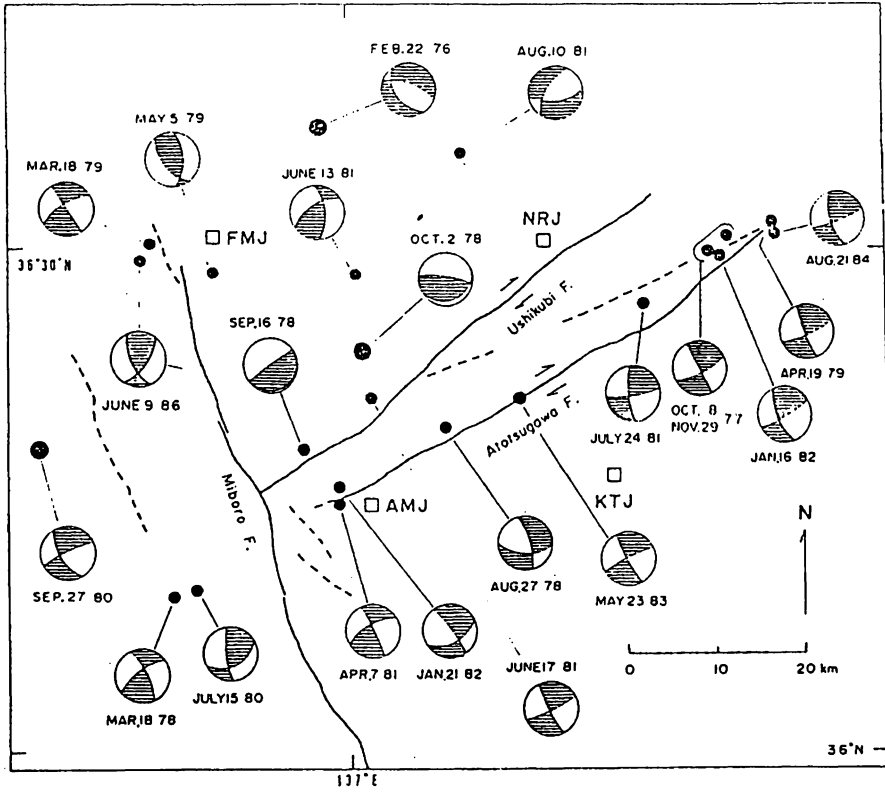 FEB.22 76
AUG.10 81
MAY 5 79
MAR.18 79
JUNE 13 81
FMJ
NRJ
OCT. 2 78
AUG.21 84
36°30'N
Ushikubi F.
SEP.16 78
APR.19 79
JUNE 9 86
JULY 24 81
OCT. 8
NOV. 29 77
JAN.16 82
Atotsugawa F.
Miboro F.
AMJ
KTJ
N
SEP. 27 80
AUG.27 78
MAY 23 83
APR.7 81
JAN.21 82
JUNE 17 81
0 10 20 km
MAR.18 78
JULY 15 80
36°N
137°E